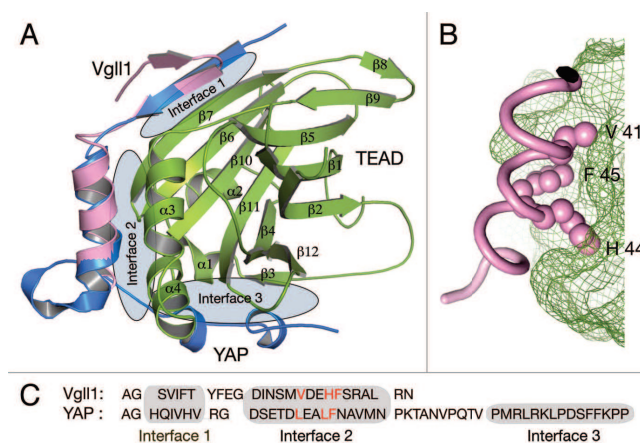 A
Vgll1
Interface 1
β8
β7
β9
β6
β5
TEAD
β10
β1
α2
α3
β2
β11
Interface 2
β4
β12
α1
β3
α4
Interface 3
YAP
B
V 41
F 45
H 44
C
Vgll1: AG SVIFT YFEG DINSMVDEHFSRAL RN
YAP: AG HQIVHV RG DSETDLEALFNAVMN PKTANVPQTV PMRLRKLPDSFFKPP
Interface 1 Interface 2 Interface 3